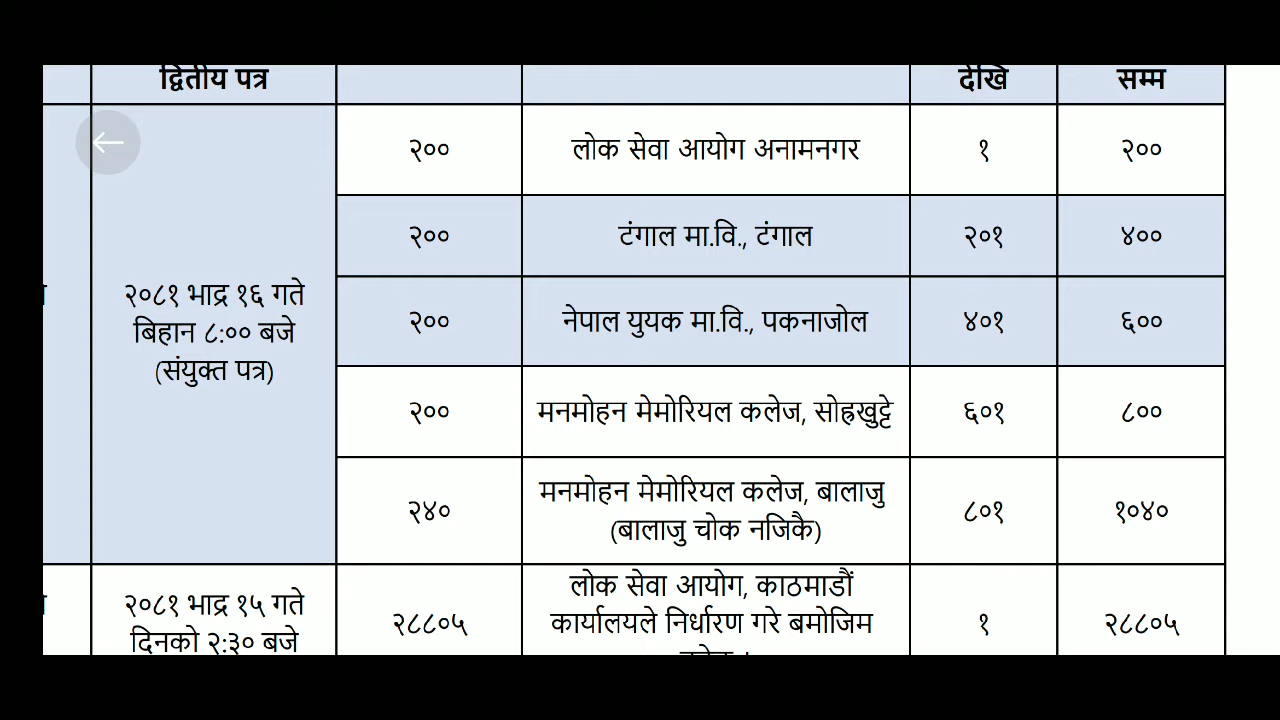 द्वितीय पत्र देखि सम्म
२०० लोक सेवा आयोग अनामनगर १ २००
२०० टंगाल मा.वि., टंगाल २०१ ४००
२०८१ भाद्र १६ गते
बिहान ८:०० बजे
(संयुक्त पत्र)
२०० नेपाल युयक मा.वि., पकनाजोल ४०१ ६००
२०० मनमोहन मेमोरियल कलेज, सोह्रखुट्टे ६०१ ८००
२४० मनमोहन मेमोरियल कलेज, बालाजु ८०१ १०४०
(बालाजु चोक नजिकै)
२०८१ भाद्र १५ गते
दिनको २:३० बजे
२८८०५ लोक सेवा आयोग, काठमाडौं १ २८८०५
कार्यालयले निर्धारण गरे बमोजिम